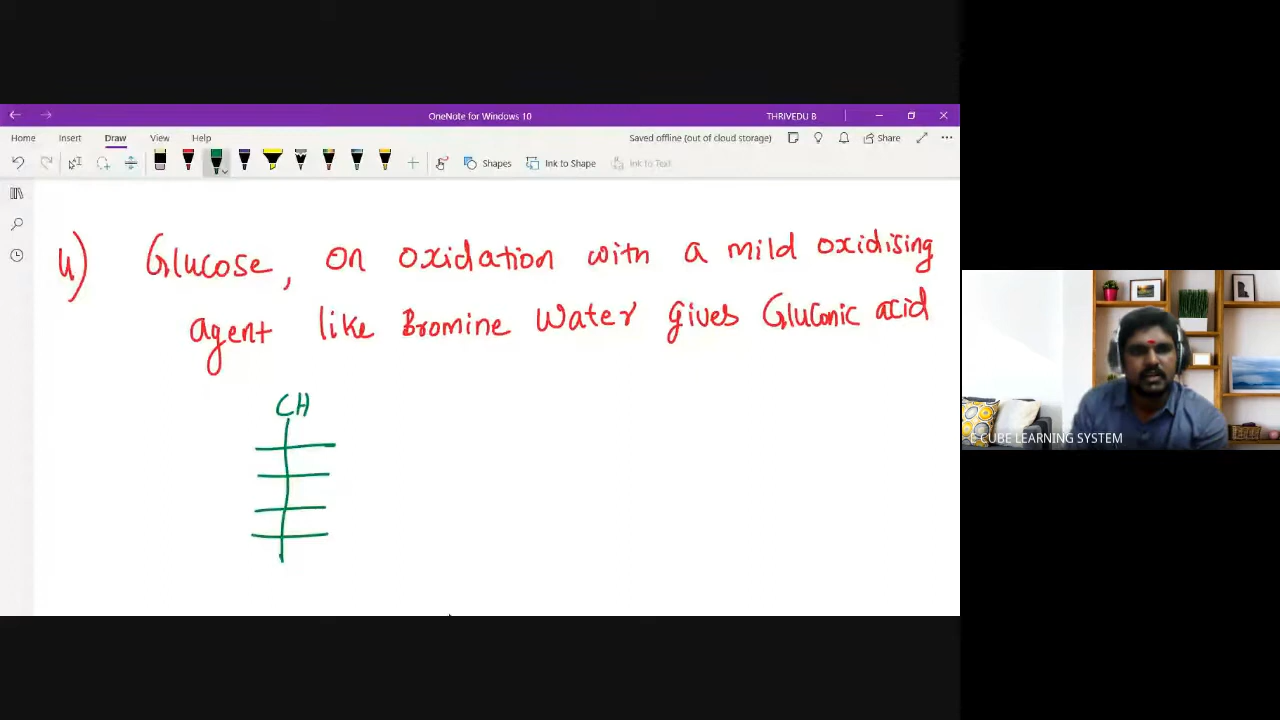 OneNote for Windows 10
THRIVEDU B
Home Insert Draw View Help
Saved offline (out of cloud storage)
Share
Shapes
Ink to Shape
Ink to Text
4) Glucose, on oxidation with a mild oxidising
agent like Bromine Water gives Gluconic acid
CH
E CUBE LEARNING SYSTEM